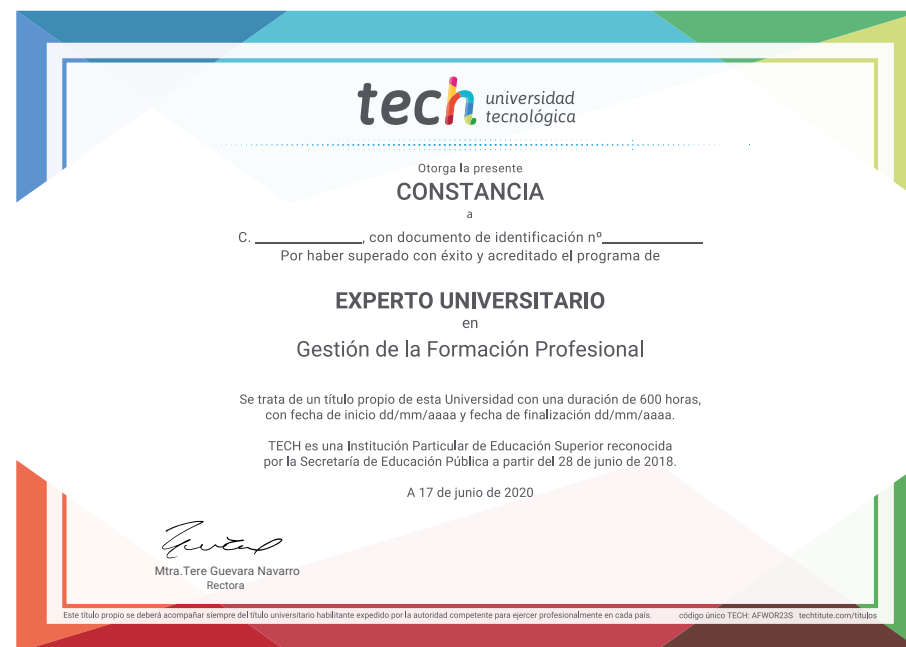 tech universidad
tecnológica
Otorga la presente
CONSTANCIA
a
C. ____________, con documento de identificación nº____________
Por haber superado con éxito y acreditado el programa de
EXPERTO UNIVERSITARIO
en
Gestión de la Formación Profesional
Se trata de un título propio de esta Universidad con una duración de 600 horas,
con fecha de inicio dd/mm/aaaa y fecha de finalización dd/mm/aaaa.
TECH es una Institución Particular de Educación Superior reconocida
por la Secretaría de Educación Pública a partir del 28 de junio de 2018.
A 17 de junio de 2020
Mtra.Tere Guevara Navarro
Rectora
Este título propio se deberá acompañar siempre del título universitario habilitante expedido por la autoridad competente para ejercer profesionalmente en cada país. código único TECH: AFWOR23S techtitute.com/titulos